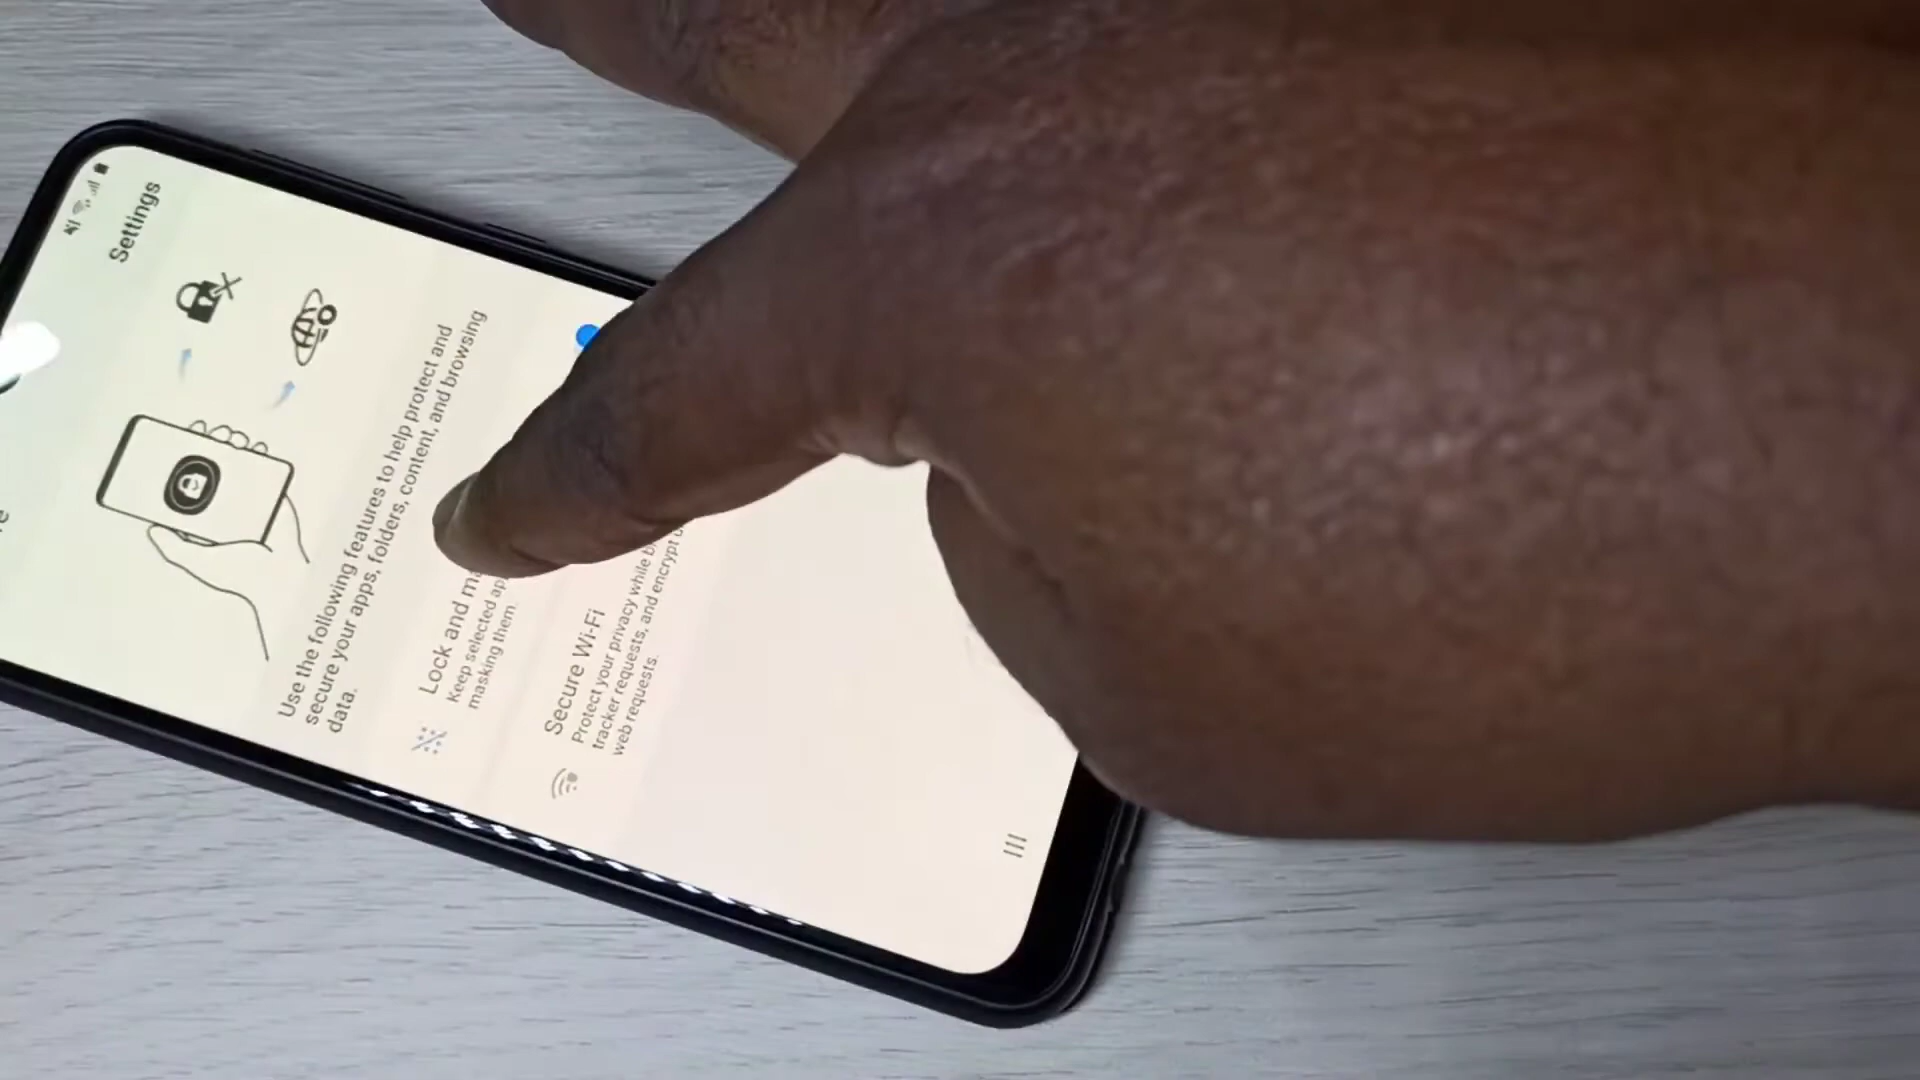 Settings
Use the following features to help protect and
secure your apps, folders, content, and browsing
data.
Lock and
Keep selected
masking them.
Secure Wi-Fi
Protect your privacy while
tracker requests, and encrypt
web requests.